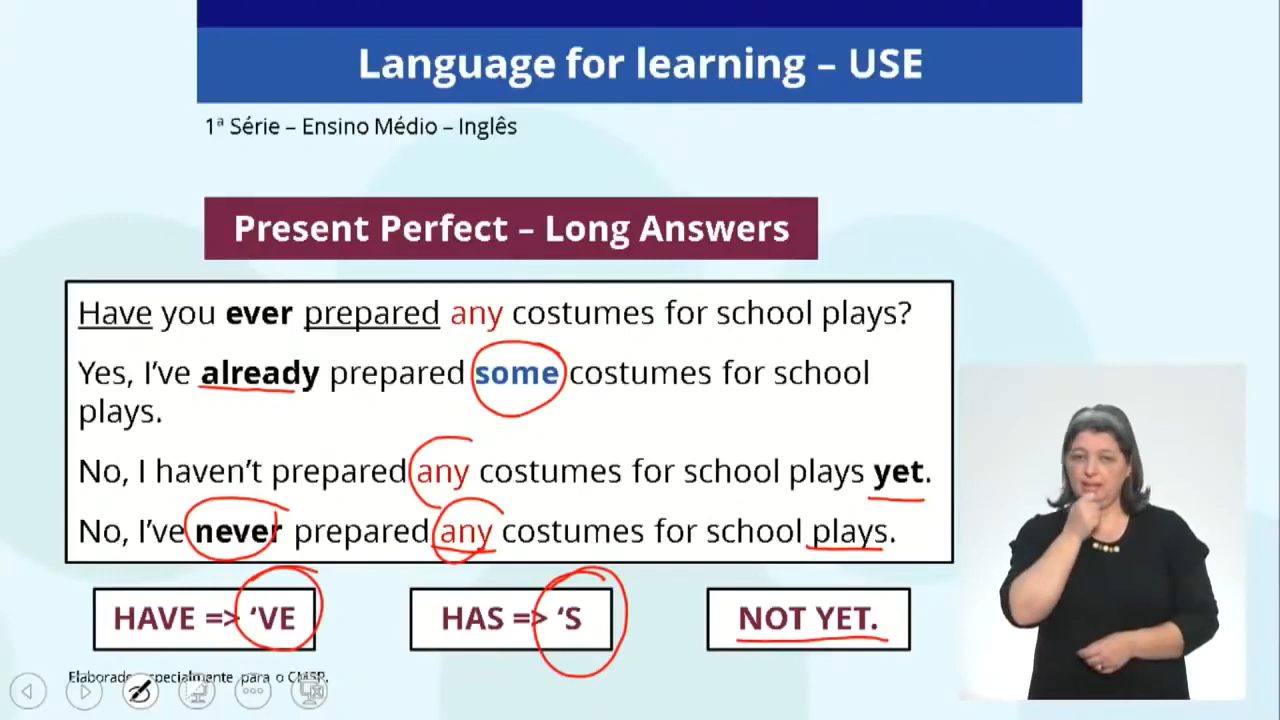 Language for learning – USE
1ª Série – Ensino Médio – Inglês
Present Perfect – Long Answers
Have you ever prepared any costumes for school plays?
Yes, I’ve already prepared some costumes for school
plays.
No, I haven’t prepared any costumes for school plays yet.
No, I’ve never prepared any costumes for school plays.
HAVE => ‘VE
HAS => ‘S
NOT YET.
Elaborado especialmente para o CMSP.